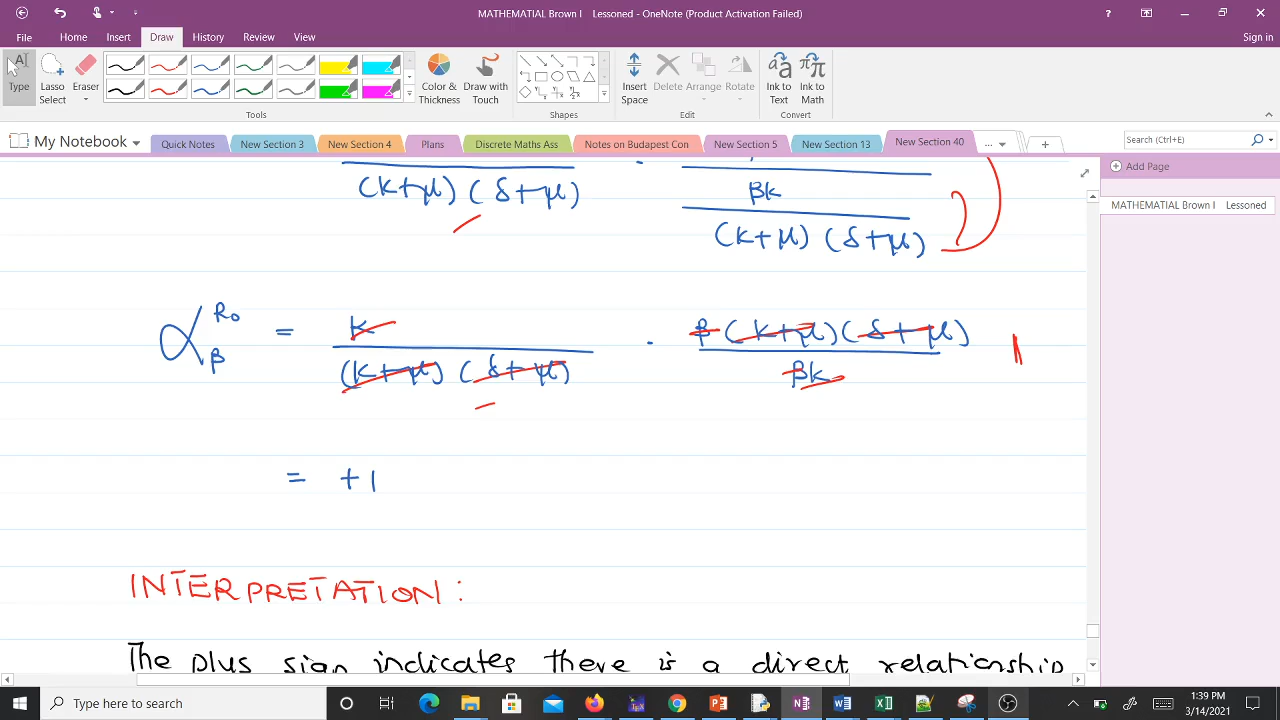 MATHEMATIAL Brown I Lessoned - OneNote (Product Activation Failed)
File Home Insert Draw History Review View Sign in
Type Lasso Select Eraser Color & Thickness Draw with Touch Insert Space Delete Arrange Rotate Ink to Text Ink to Math
Tools Shapes Edit Convert
My Notebook Quick Notes New Section 3 New Section 4 Plans Discrete Maths Ass Notes on Budapest Con New Section 5 New Section 13 New Section 40 ... Search (Ctrl+E)
Add Page
MATHEMATIAL Brown I Lessoned
(k+μ) (δ+μ) · βk
(k+μ) (δ+μ)
α R₀ β = k / (k+μ) (δ+μ) · β (k+μ) (δ+μ) / βk
= +1
INTERPRETATION:
The plus sign indicates there is a direct relationship
Type here to search
1:39 PM
3/14/2021